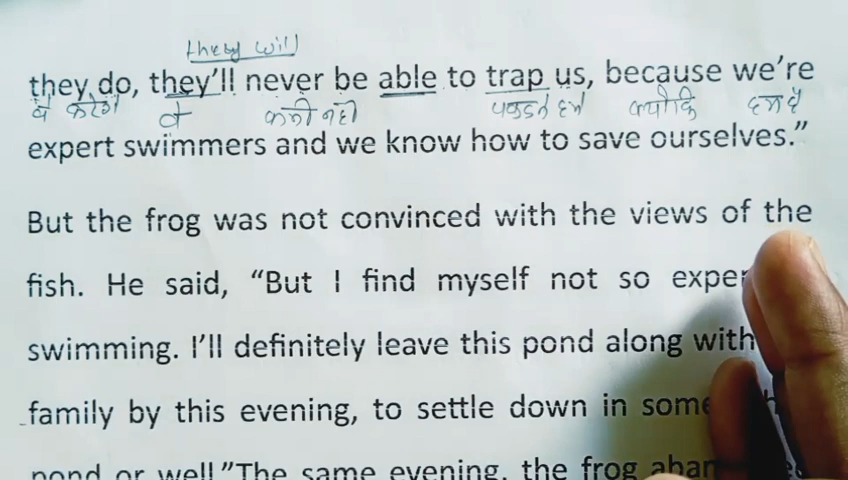 they will
they do, they'll never be able to trap us, because we're
वे करेगे वे कभी नहीं पकडने हमे क्योकि हम है
expert swimmers and we know how to save ourselves."
But the frog was not convinced with the views of the
fish. He said, "But I find myself not so exper
swimming. I'll definitely leave this pond along with
family by this evening, to settle down in some
pond or well."The same evening, the frog aban